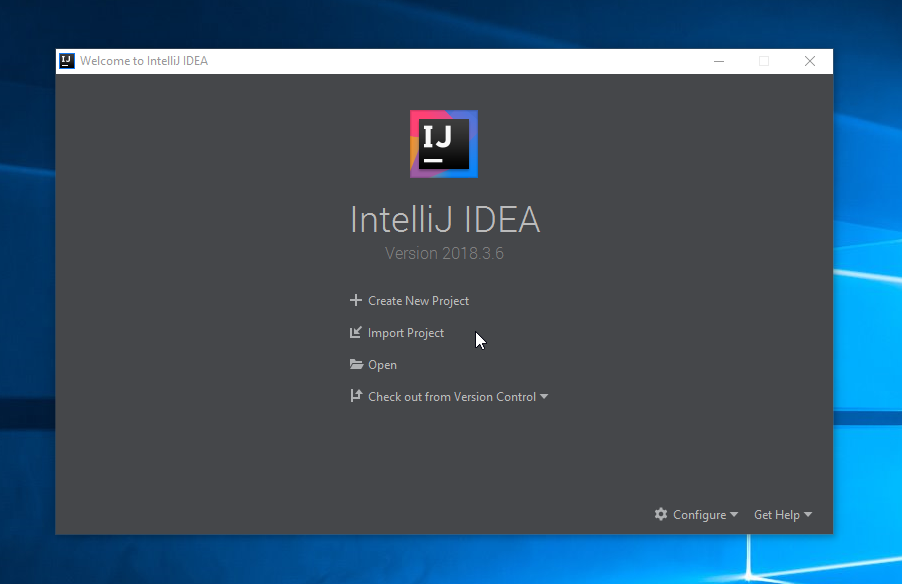 IJ Welcome to IntelliJ IDEA
IJ
IntelliJ IDEA
Version 2018.3.6
Create New Project
Import Project
Open
Check out from Version Control
Configure Get Help